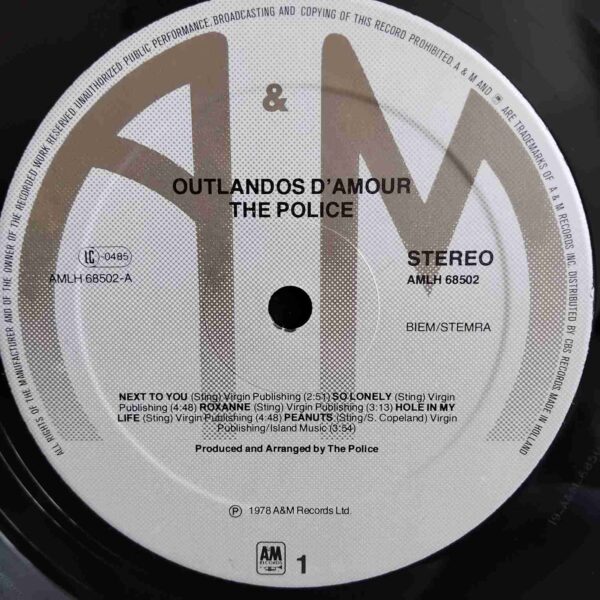 ALL RIGHTS OF THE MANUFACTURER AND OF THE OWNER OF THE RECORDED WORK RESERVED. UNAUTHORIZED PUBLIC PERFORMANCE, BROADCASTING AND COPYING OF THIS RECORD PROHIBITED. A & M AND ARE TRADEMARKS OF A & M RECORDS INC. DISTRIBUTED BY CBS RECORDS. MADE IN HOLLAND
A & M
OUTLANDOS D'AMOUR
THE POLICE
LC-0485
AMLH 68502-A
STEREO
AMLH 68502
BIEM/STEMRA
NEXT TO YOU (Sting) Virgin Publishing (2:51) SO LONELY (Sting) Virgin
Publishing (4:48) ROXANNE (Sting) Virgin Publishing (3:13) HOLE IN MY
LIFE (Sting) Virgin Publishing (4:48) PEANUTS (Sting/S. Copeland) Virgin
Publishing/Island Music (3:54)
Produced and Arranged by The Police
Ⓟ 1978 A&M Records Ltd.
AM
RECORDS
1